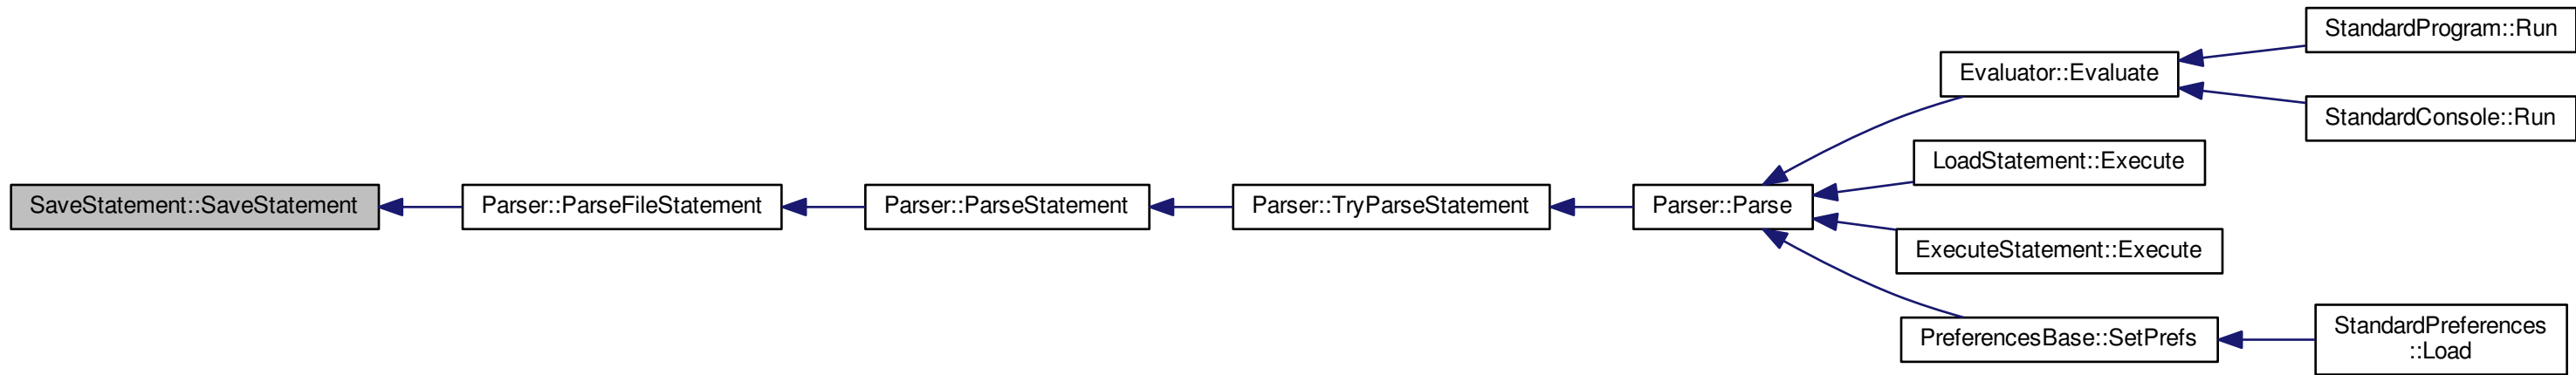 SaveStatement::SaveStatement
Parser::ParseFileStatement
Parser::ParseStatement
Parser::TryParseStatement
Parser::Parse
Evaluator::Evaluate
StandardProgram::Run
StandardConsole::Run
LoadStatement::Execute
ExecuteStatement::Execute
PreferencesBase::SetPrefs
StandardPreferences
::Load